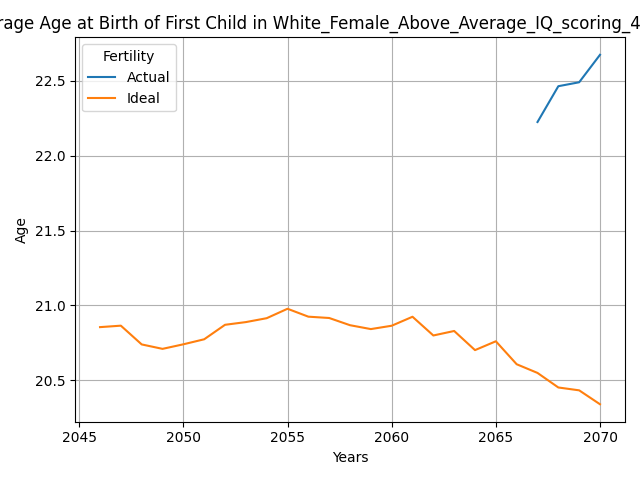 rage Age at Birth of First Child in White_Female_Above_Average_IQ_scoring_4
Fertility
Actual
Ideal
22.5
22.0
21.5
21.0
20.5
Age
2045 2050 2055 2060 2065 2070
Years